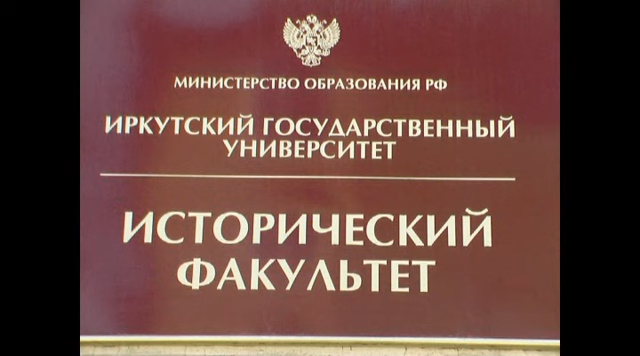 МИНИСТЕРСТВО ОБРАЗОВАНИЯ РФ
ИРКУТСКИЙ ГОСУДАРСТВЕННЫЙ
УНИВЕРСИТЕТ
ИСТОРИЧЕСКИЙ
ФАКУЛЬТЕТ